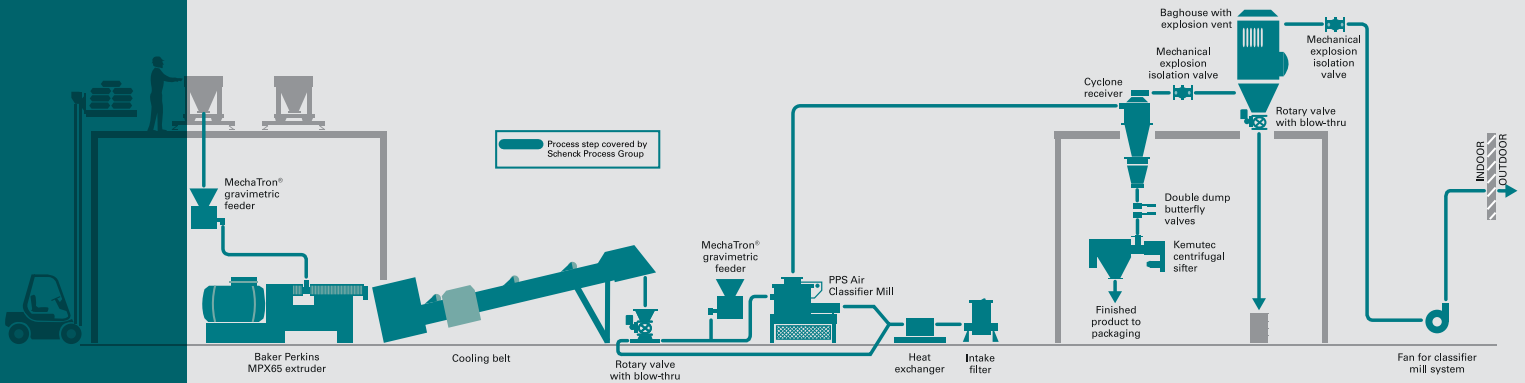 Baghouse with
explosion vent
Mechanical
explosion
isolation
valve
Mechanical
explosion
isolation valve
Cyclone
receiver
Rotary valve
with blow-thru
Process step covered by
Schenck Process Group
INDOOR
OUTDOOR
MechaTron®
gravimetric
feeder
Double dump
butterfly
valves
MechaTron®
gravimetric
feeder
Kemutec
centrifugal
sifter
PPS Air
Classifier Mill
Finished
product to
packaging
Baker Perkins
MPX65 extruder
Cooling belt
Rotary valve
with blow-thru
Heat
exchanger
Intake
filter
Fan for classifier
mill system